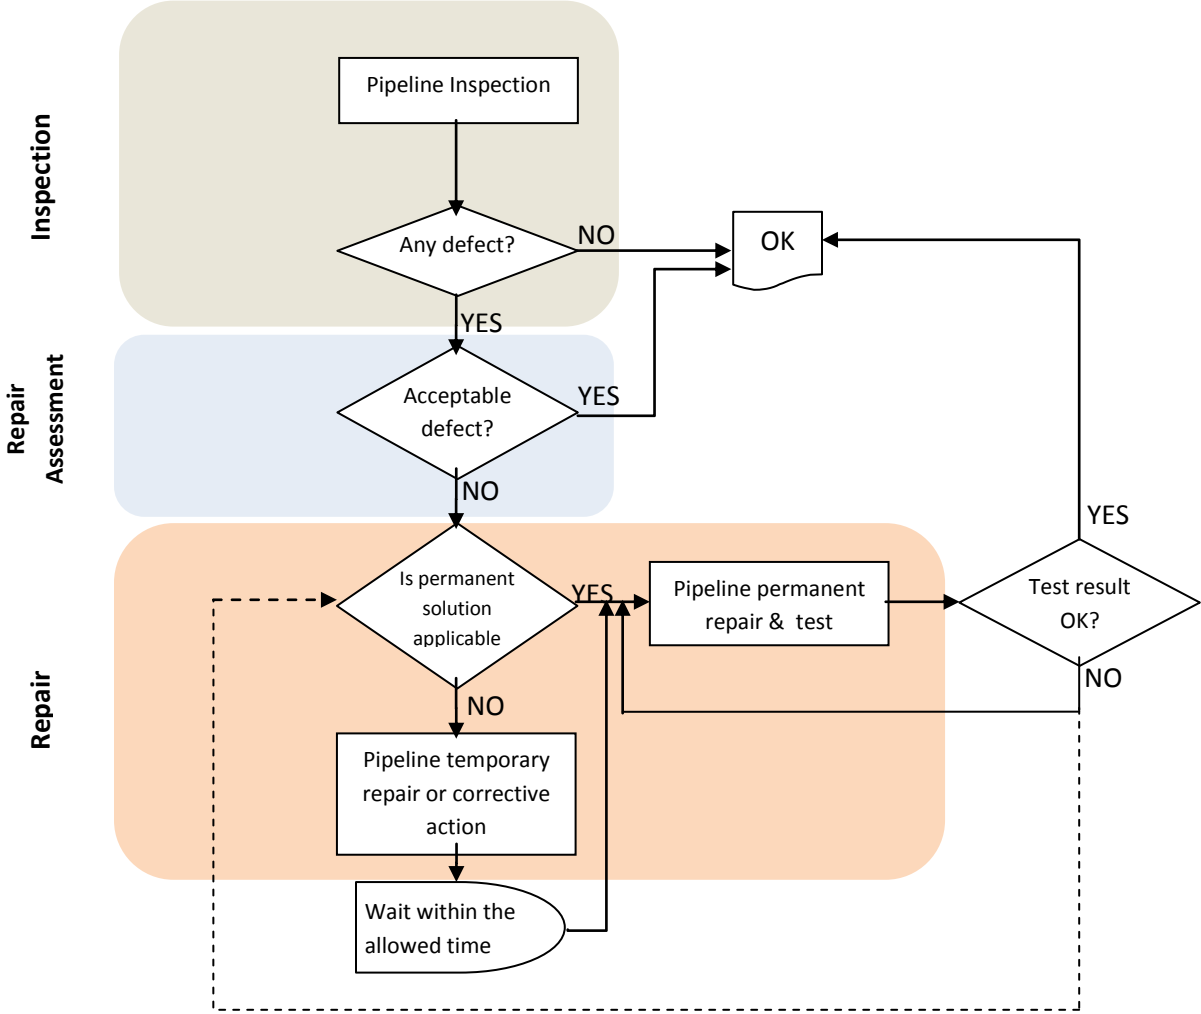 Inspection
Pipeline Inspection
Any defect?
NO
OK
YES
Repair
Assessment
Acceptable
defect?
YES
NO
Repair
Is permanent
solution
applicable
YES
Pipeline permanent
repair & test
YES
Test result
OK?
NO
NO
Pipeline temporary
repair or corrective
action
Wait within the
allowed time